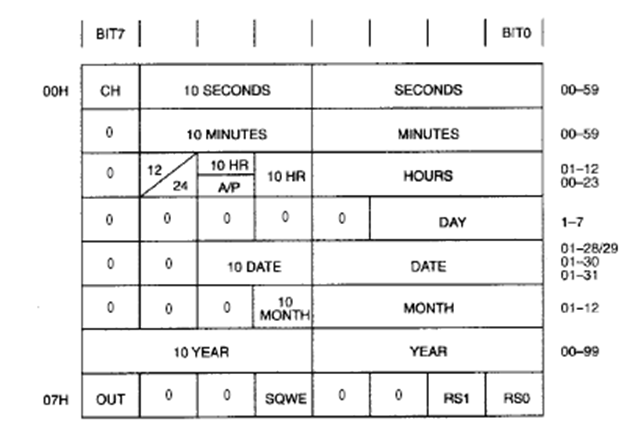 BIT7 BIT0
00H CH 10 SECONDS SECONDS 00–59
0 10 MINUTES MINUTES 00–59
0 12/24 10 HR A/P 10 HR HOURS 01–12 00–23
0 0 0 0 0 DAY 1–7
0 0 10 DATE DATE 01–28/29 01–30 01–31
0 0 0 10 MONTH MONTH 01–12
10 YEAR YEAR 00–99
07H OUT 0 0 SQWE 0 0 RS1 RS0